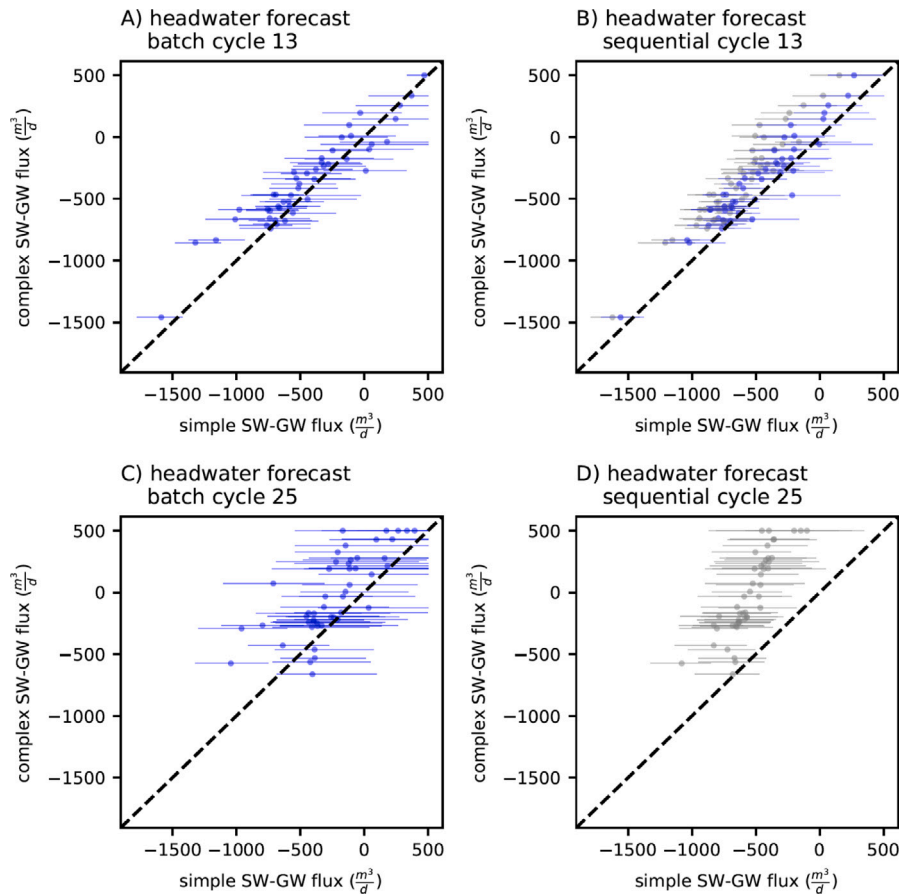 A) headwater forecast
batch cycle 13
500
0
−500
−1000
−1500
complex SW-GW flux (m³/d)
−1500 −1000 −500 0 500
simple SW-GW flux (m³/d)
B) headwater forecast
sequential cycle 13
500
0
−500
−1000
−1500
complex SW-GW flux (m³/d)
−1500 −1000 −500 0 500
simple SW-GW flux (m³/d)
C) headwater forecast
batch cycle 25
500
0
−500
−1000
−1500
complex SW-GW flux (m³/d)
−1500 −1000 −500 0 500
simple SW-GW flux (m³/d)
D) headwater forecast
sequential cycle 25
500
0
−500
−1000
−1500
complex SW-GW flux (m³/d)
−1500 −1000 −500 0 500
simple SW-GW flux (m³/d)